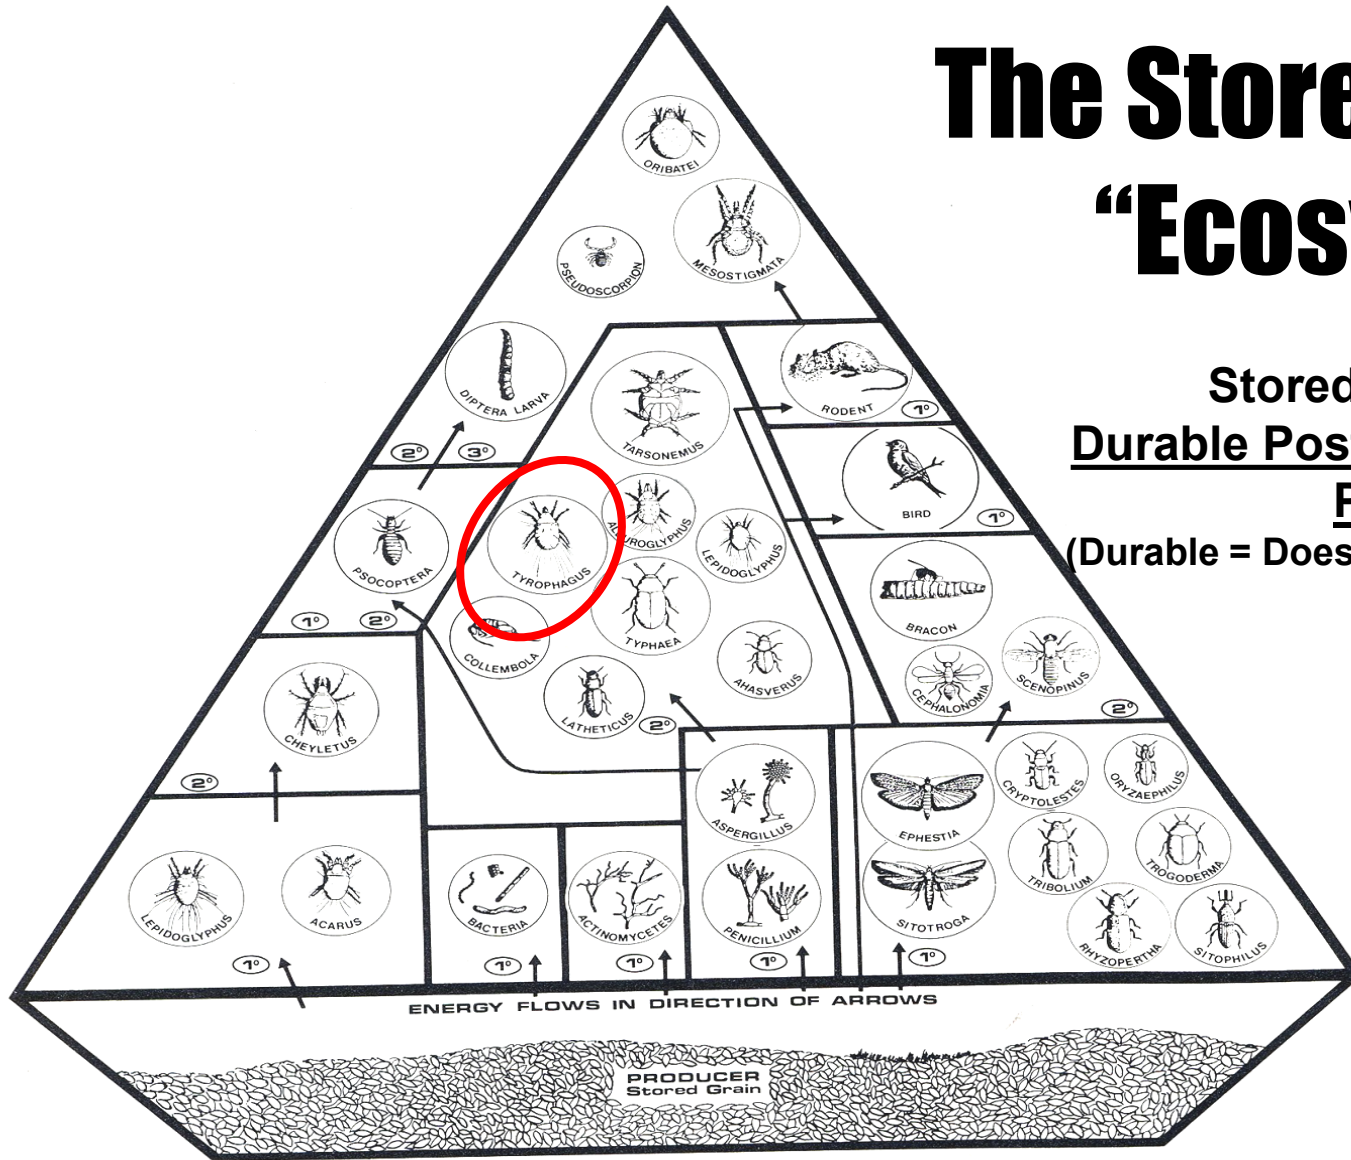 The Store
“Ecosy
Stored
Durable Pos
P
(Durable = Does
ORIBATEI
MESOSTIGMATA
PSEUDOSCORPION
DIPTERA LARVA
2° 3°
TARSONEMUS
RODENT 1°
BIRD
1°
TYROPHAGUS
ALEUROGLYPHUS
LEPIDOGLYPHUS
PSOCOPTERA
1° 2°
COLLEMBOLA
TYPHAEA
AHASVERUS
LATHETICUS
2°
BRACON
CEPHALONOMIA
SCENOPINUS
2°
CHEYLETUS
2°
ASPERGILLUS
EPHESTIA
CRYPTOLESTES
ORYZAEPHILUS
LEPIDOGLYPHUS
ACARUS
1°
BACTERIA
1°
ACTINOMYCETES
1°
PENICILLIUM
1°
SITOTROGA
1°
TRIBOLIUM
TROGODERMA
RHYZOPERTHA
SITOPHILUS
ENERGY FLOWS IN DIRECTION OF ARROWS
PRODUCER
Stored Grain